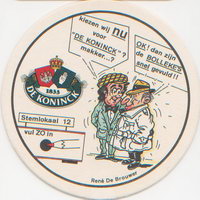 kiezen wij nu
voor
"DE KONINCK"?
makker...?
OK! dan zijn
de BOLLEKES
snel gevuld!!
1833
DE KONINCK
Stemlokaal 12
vul ZO in
René De Brouwer